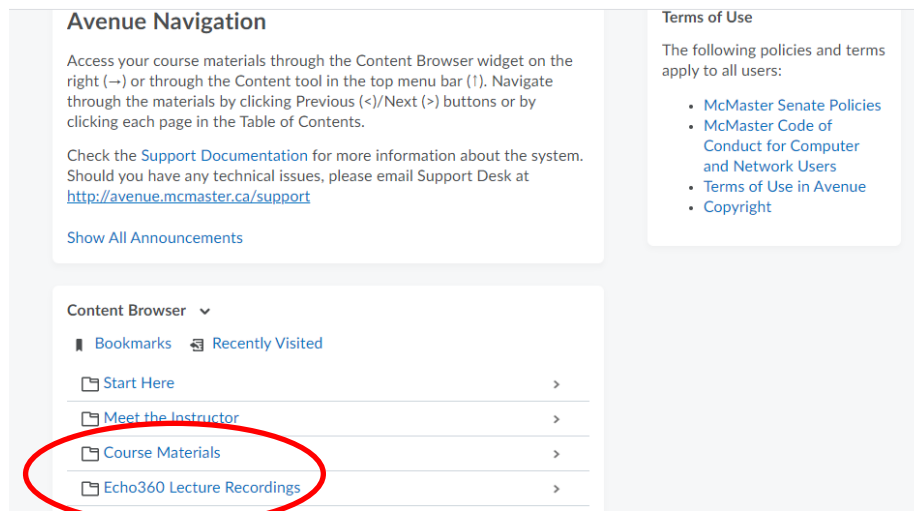 Avenue Navigation
Access your course materials through the Content Browser widget on the
right (→) or through the Content tool in the top menu bar (↑). Navigate
through the materials by clicking Previous (<)/Next (>) buttons or by
clicking each page in the Table of Contents.
Check the Support Documentation for more information about the system.
Should you have any technical issues, please email Support Desk at
http://avenue.mcmaster.ca/support
Show All Announcements
Content Browser
Bookmarks Recently Visited
Start Here
Meet the Instructor
Course Materials
Echo360 Lecture Recordings
Terms of Use
The following policies and terms
apply to all users:
• McMaster Senate Policies
• McMaster Code of
Conduct for Computer
and Network Users
• Terms of Use in Avenue
• Copyright